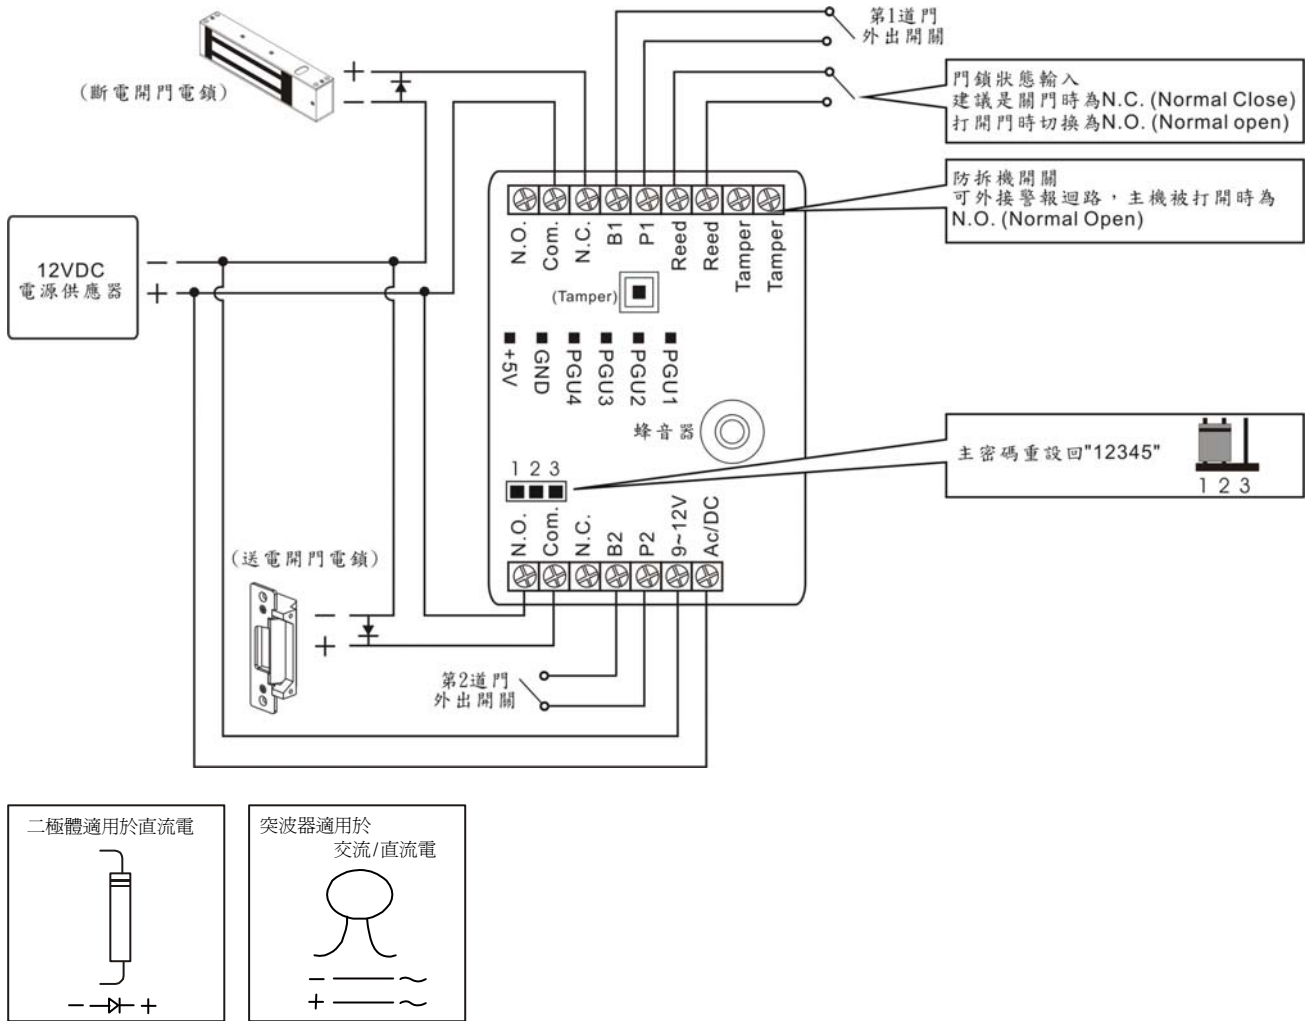 第1道門
外出開關
(斷電開門電鎖)
+
−
門鎖狀態輸入
建議是關門時為N.C. (Normal Close)
打開門時切換為N.O. (Normal open)
防拆機開關
可外接警報迴路，主機被打開時為
N.O. (Normal Open)
N.O.
Com.
N.C.
B1
P1
Reed
Reed
Tamper
Tamper
12VDC
電源供應器
−
+
(Tamper)
+5V
GND
PGU4
PGU3
PGU2
PGU1
蜂音器
主密碼重設回"12345"
1 2 3
1 2 3
N.O.
Com.
N.C.
B2
P2
9~12V
Ac/DC
(送電開門電鎖)
−
+
第2道門
外出開關
二極體適用於直流電
− +
突波器適用於
交流/直流電
− ~
+ ~